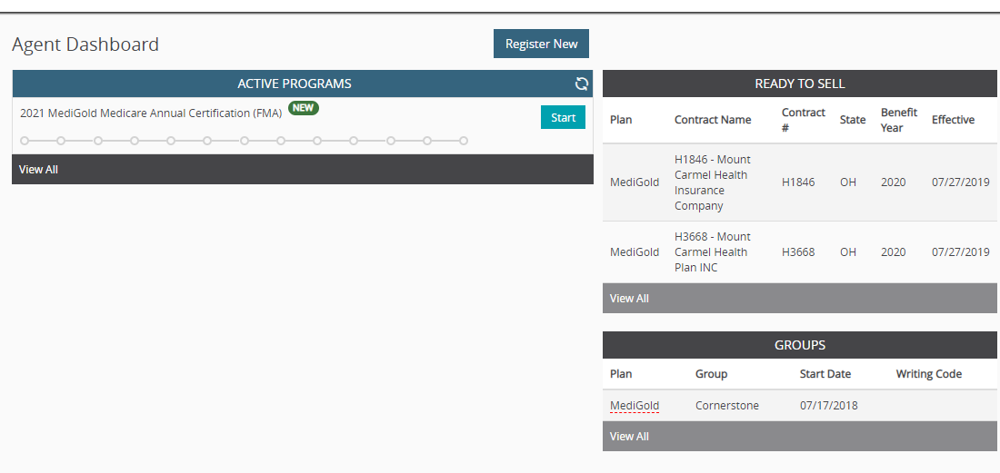 Agent Dashboard
Register New
ACTIVE PROGRAMS
2021 MediGold Medicare Annual Certification (FMA) NEW
Start
View All
READY TO SELL
Plan Contract Name Contract # State Benefit Year Effective
MediGold H1846 - Mount Carmel Health Insurance Company H1846 OH 2020 07/27/2019
MediGold H3668 - Mount Carmel Health Plan INC H3668 OH 2020 07/27/2019
View All
GROUPS
Plan Group Start Date Writing Code
MediGold Cornerstone 07/17/2018
View All